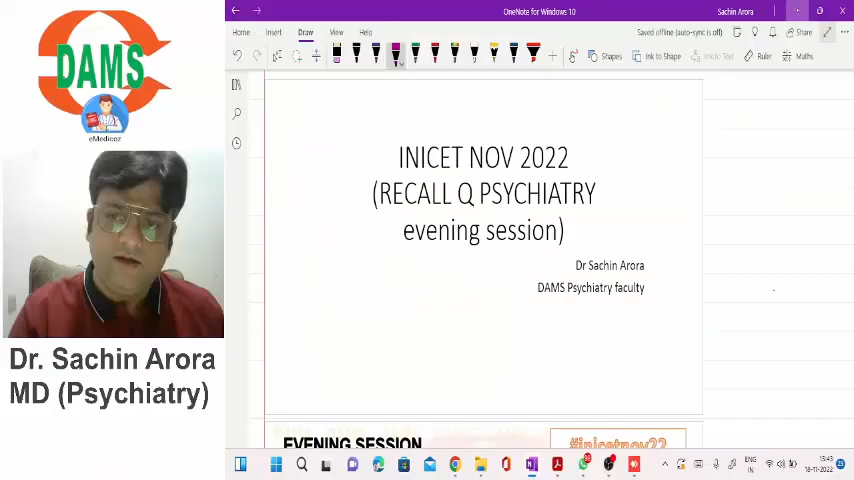 DAMS
eMedicoz
Dr. Sachin Arora
MD (Psychiatry)
OneNote for Windows 10
Sachin Arora
Home Insert Draw View Help
Saved offline (auto-sync is off)
Share
Shapes
Ink to Shape
Ink to Text
Ruler
Maths
INICET NOV 2022
(RECALL Q PSYCHIATRY
evening session)
Dr Sachin Arora
DAMS Psychiatry faculty
EVENING SESSION
#inicetnov22
ENG
IN
15:43
18-11-2022